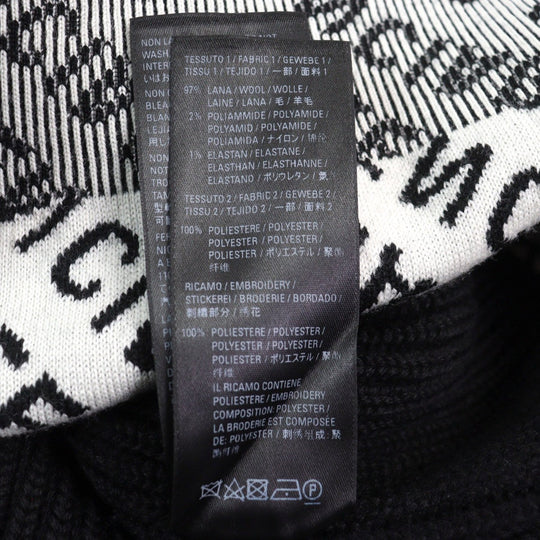 NON
WASH
INTER
NON
BLEA
NON
TESSUTO 1 / FABRIC 1 / GEWEBE 1 /
TISSU 1 / TEJIDO 1 / 一部 / 面料 1
97% LANA / WOOL / WOLLE /
LAINE / LANA / 毛 / 羊毛
2% POLIAMMIDE / POLYAMIDE /
POLYAMID / POLYAMIDE /
POLIAMIDA / ナイロン / 锦纶
1% ELASTAN / ELASTANE /
ELASTHAN / ELASTHANNE /
ELASTANO / ポリウレタン / 氨
TESSUTO 2 / FABRIC 2 / GEWEBE 2 /
TISSU 2 / TEJIDO 2 / 一部 / 面料 2
100% POLIESTERE / POLYESTER /
POLYESTER / POLYESTER /
POLIESTER / ポリエステル / 聚酯
纤维
RICAMO / EMBROIDERY /
STICKEREI / BRODERIE / BORDADO /
刺繍部分 / 绣花
100% POLIESTERE / POLYESTER /
POLYESTER / POLYESTER /
POLIESTER / ポリエステル / 聚酯
纤维
IL RICAMO CONTIENE
POLIESTERE / EMBROIDERY
COMPOSITION: POLYESTER /
LA BRODERIE EST COMPOSÉE
DE: POLYESTER / 刺绣组成: 聚
酯纤维
P